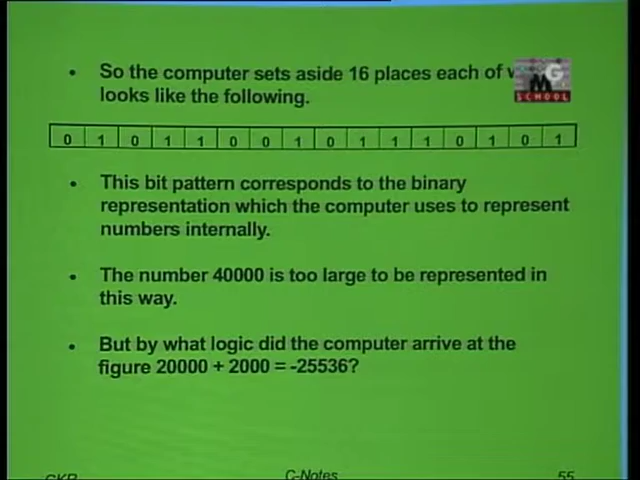 • So the computer sets aside 16 places each of
looks like the following.
0 1 0 1 1 0 0 1 0 1 1 1 0 1 0 1
• This bit pattern corresponds to the binary
representation which the computer uses to represent
numbers internally.
• The number 40000 is too large to be represented in
this way.
• But by what logic did the computer arrive at the
figure 20000 + 2000 = -25536?
C-Notes
55
MG
SCHOOL